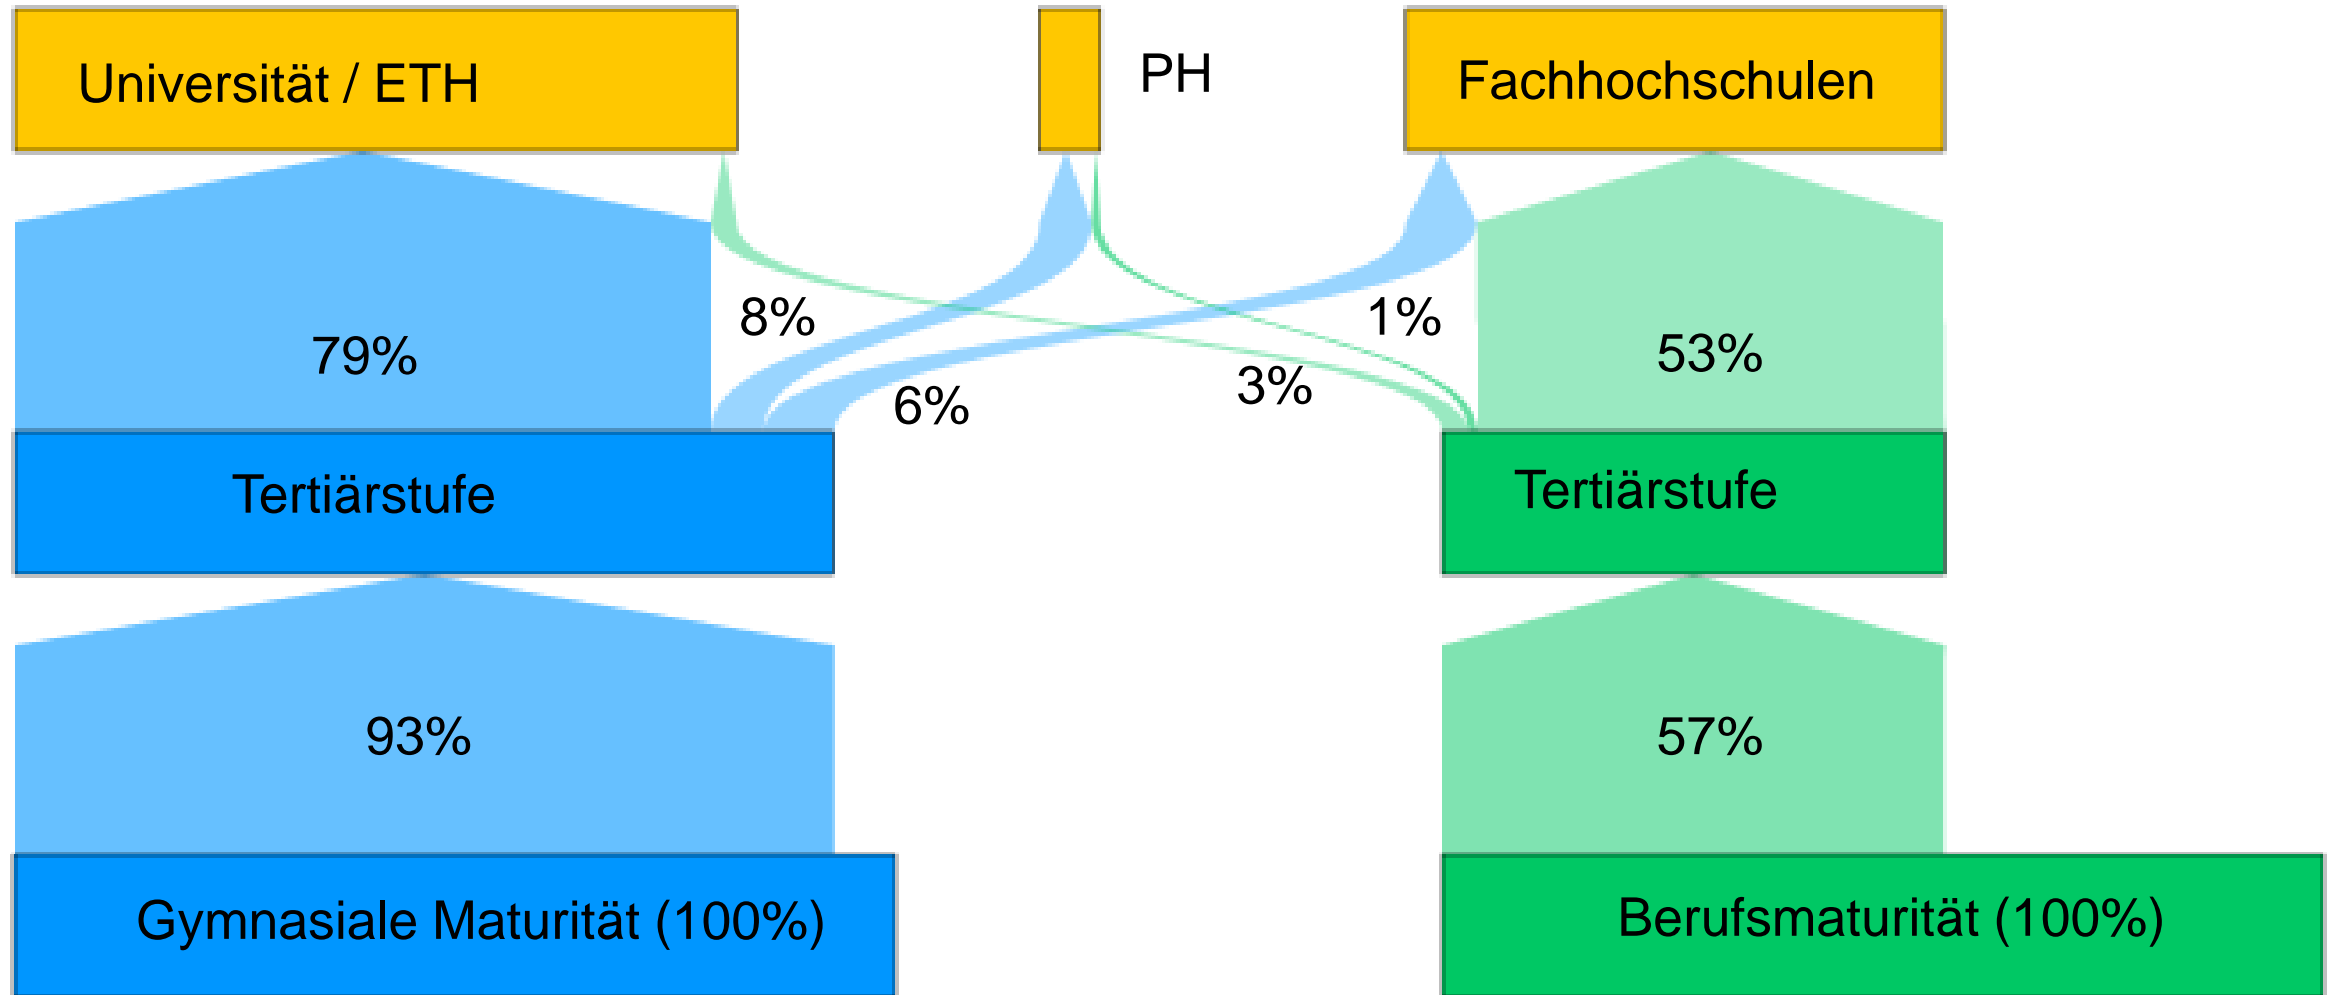 Universität / ETH
PH
Fachhochschulen
8%
1%
79%
53%
6%
3%
Tertiärstufe
Tertiärstufe
93%
57%
Gymnasiale Maturität (100%)
Berufsmaturität (100%)